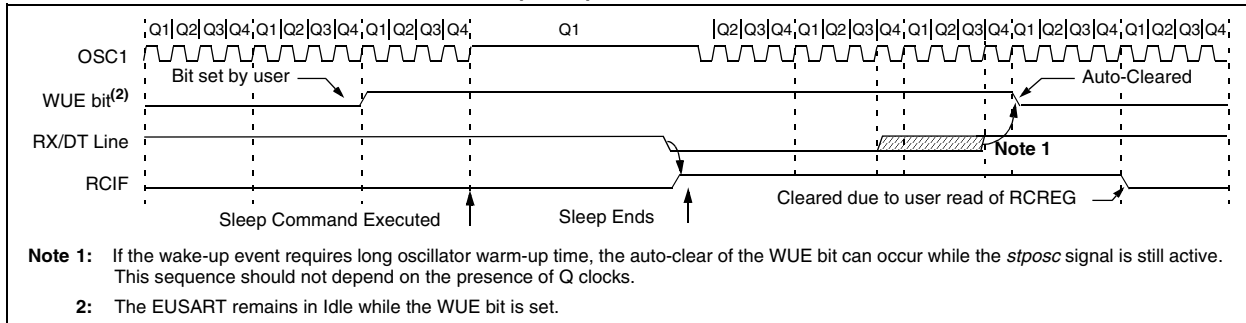 Q1 Q2 Q3 Q4 Q1 Q2 Q3 Q4 Q1 Q2 Q3 Q4 Q1 Q2 Q3 Q4 Q1 Q2 Q3 Q4 Q1 Q2 Q3 Q4 Q1 Q2 Q3 Q4 Q1 Q2 Q3 Q4
OSC1
Bit set by user
Auto-Cleared
WUE bit(2)
RX/DT Line
Note 1
RCIF
Cleared due to user read of RCREG
Sleep Command Executed
Sleep Ends
Note 1: If the wake-up event requires long oscillator warm-up time, the auto-clear of the WUE bit can occur while the stposc signal is still active.
This sequence should not depend on the presence of Q clocks.
2: The EUSART remains in Idle while the WUE bit is set.